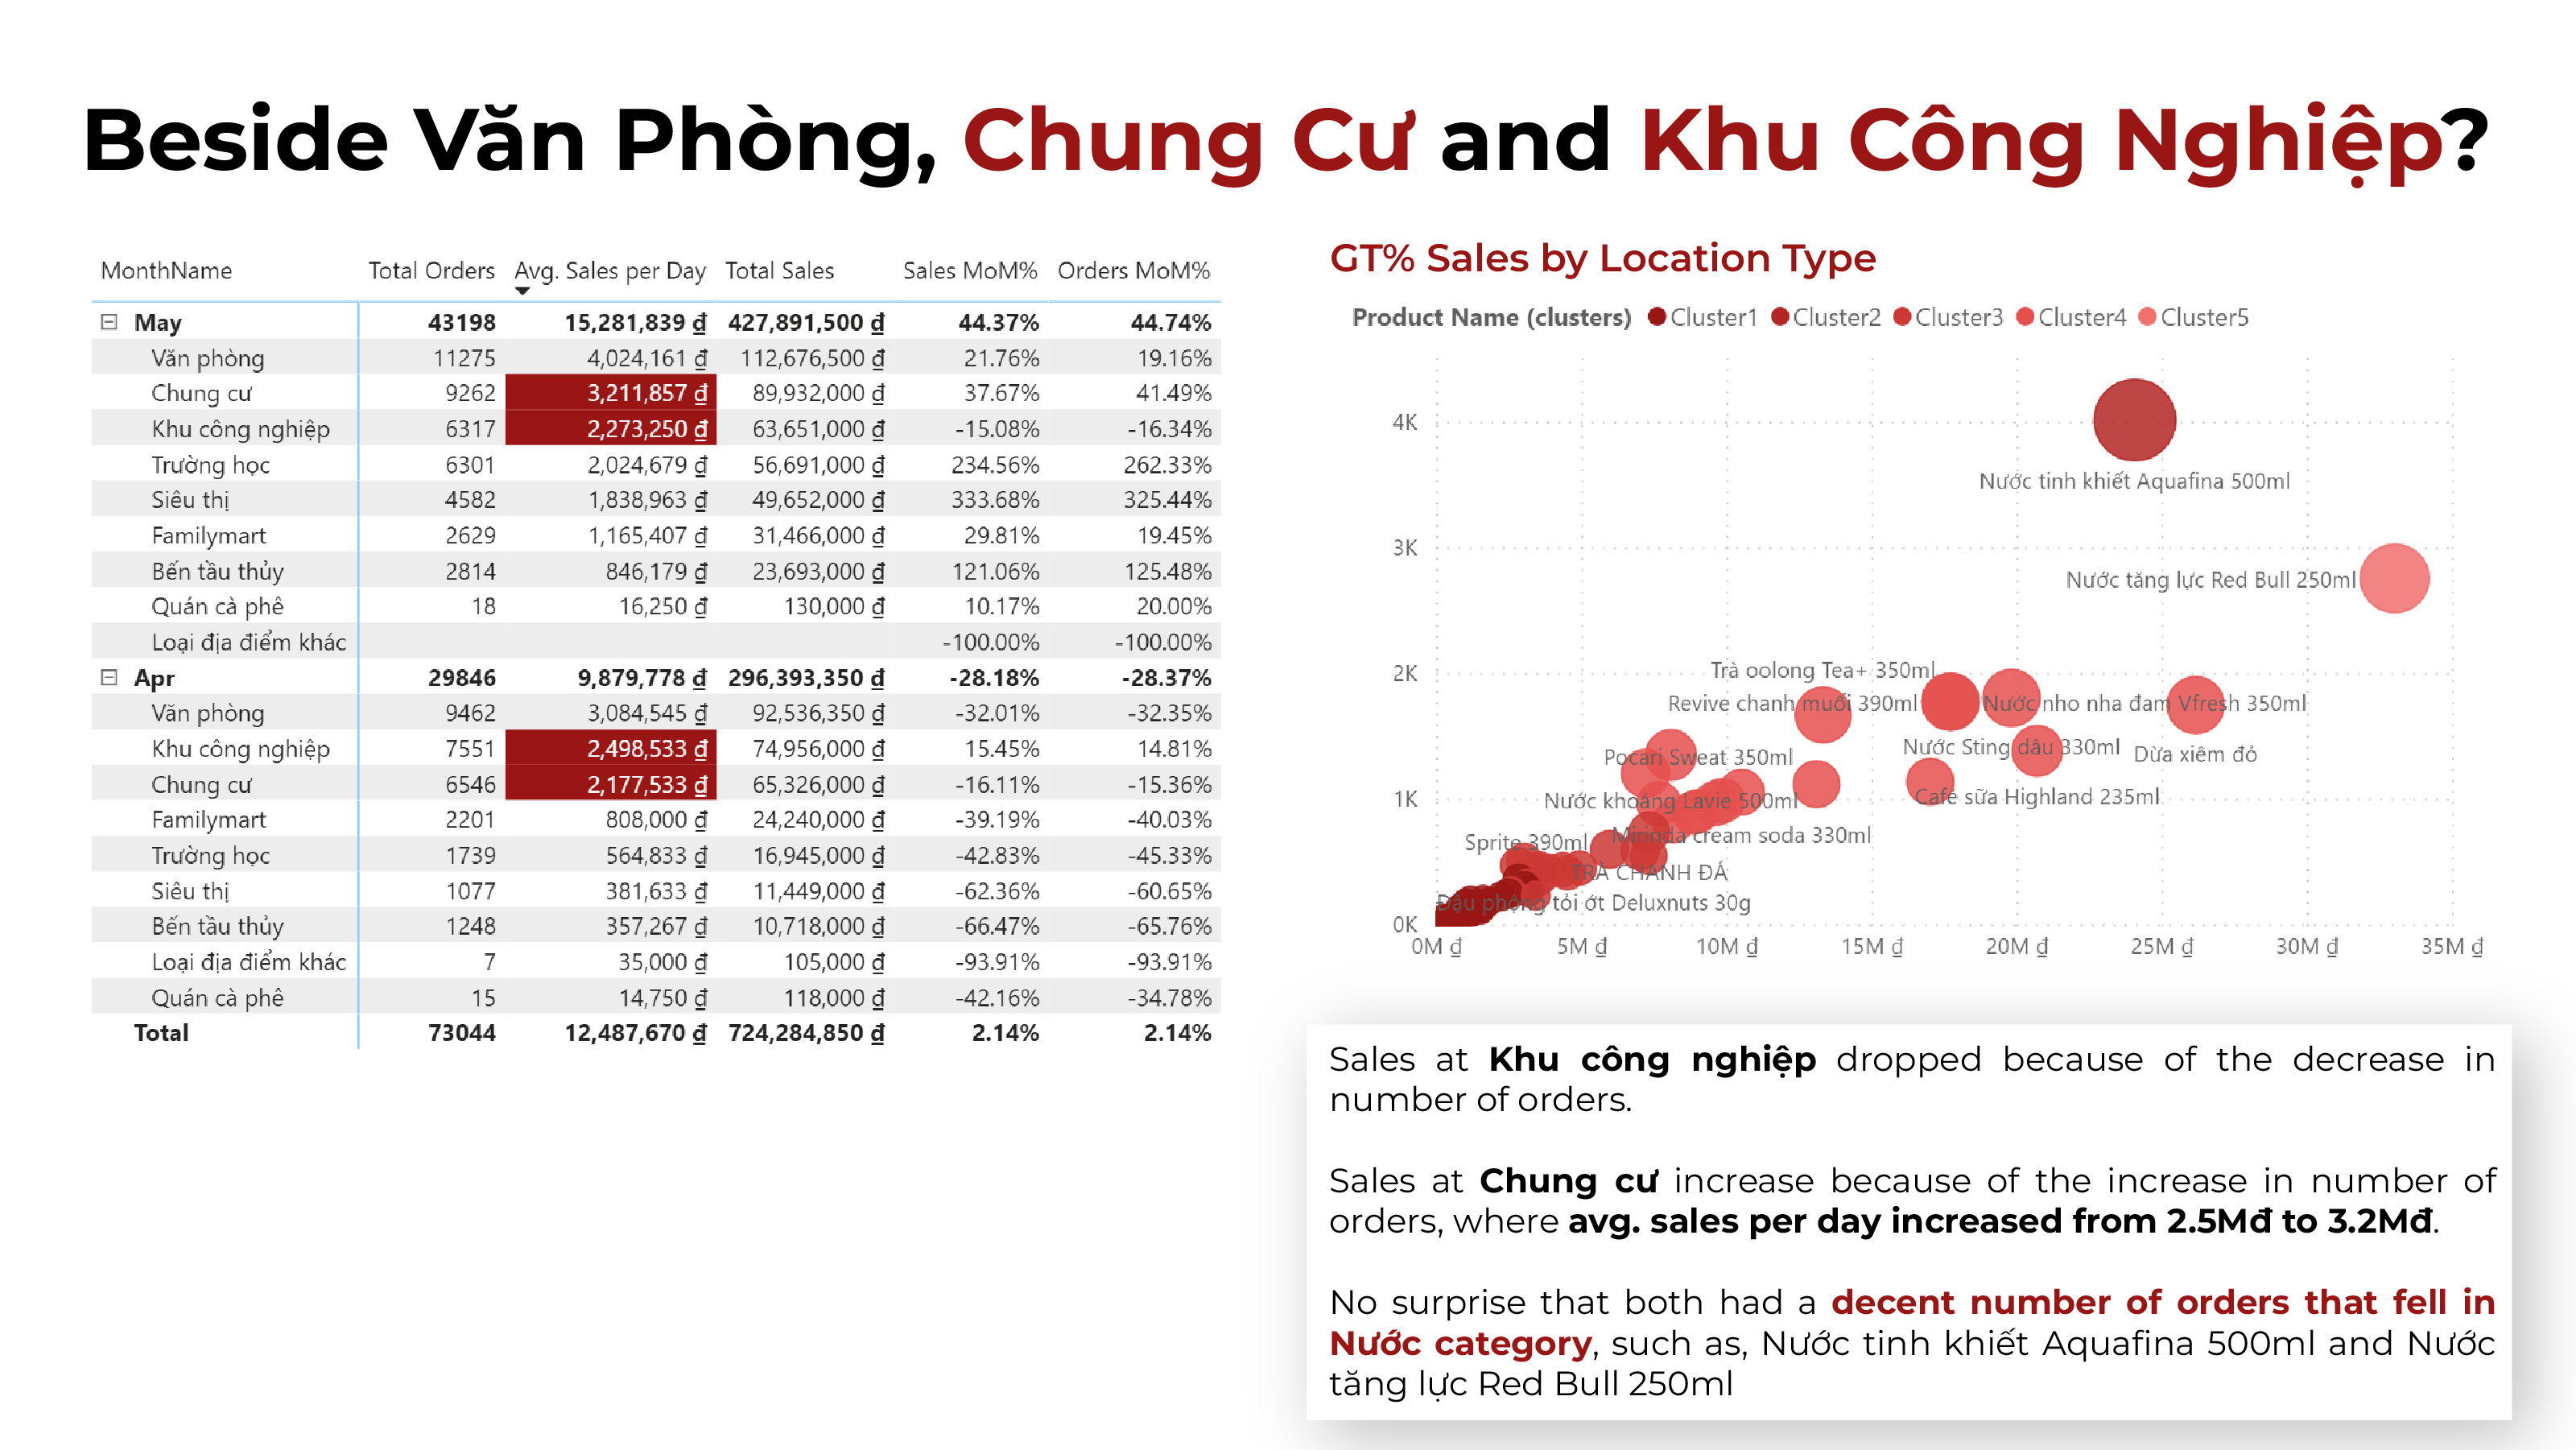 Beside Văn Phòng, Chung Cư and Khu Công Nghiệp?
MonthName Total Orders Avg. Sales per Day Total Sales Sales MoM% Orders MoM%
May 43198 15,281,839 ₫ 427,891,500 ₫ 44.37% 44.74%
Văn phòng 11275 4,024,161 ₫ 112,676,500 ₫ 21.76% 19.16%
Chung cư 9262 3,211,857 ₫ 89,932,000 ₫ 37.67% 41.49%
Khu công nghiệp 6317 2,273,250 ₫ 63,651,000 ₫ -15.08% -16.34%
Trường học 6301 2,024,679 ₫ 56,691,000 ₫ 234.56% 262.33%
Siêu thị 4582 1,838,963 ₫ 49,652,000 ₫ 333.68% 325.44%
Familymart 2629 1,165,407 ₫ 31,466,000 ₫ 29.81% 19.45%
Bến tầu thủy 2814 846,179 ₫ 23,693,000 ₫ 121.06% 125.48%
Quán cà phê 18 16,250 ₫ 130,000 ₫ 10.17% 20.00%
Loại địa điểm khác -100.00% -100.00%
Apr 29846 9,879,778 ₫ 296,393,350 ₫ -28.18% -28.37%
Văn phòng 9462 3,084,545 ₫ 92,536,350 ₫ -32.01% -32.35%
Khu công nghiệp 7551 2,498,533 ₫ 74,956,000 ₫ 15.45% 14.81%
Chung cư 6546 2,177,533 ₫ 65,326,000 ₫ -16.11% -15.36%
Familymart 2201 808,000 ₫ 24,240,000 ₫ -39.19% -40.03%
Trường học 1739 564,833 ₫ 16,945,000 ₫ -42.83% -45.33%
Siêu thị 1077 381,633 ₫ 11,449,000 ₫ -62.36% -60.65%
Bến tầu thủy 1248 357,267 ₫ 10,718,000 ₫ -66.47% -65.76%
Loại địa điểm khác 7 35,000 ₫ 105,000 ₫ -93.91% -93.91%
Quán cà phê 15 14,750 ₫ 118,000 ₫ -42.16% -34.78%
Total 73044 12,487,670 ₫ 724,284,850 ₫ 2.14% 2.14%
GT% Sales by Location Type
Product Name (clusters) Cluster1 Cluster2 Cluster3 Cluster4 Cluster5
4K
Nước tinh khiết Aquafina 500ml
3K
Nước tăng lực Red Bull 250ml
2K
Trà oolong Tea+ 350ml
Revive chanh muối 390ml
Nước nho nha đam Vfresh 350ml
Nước Sting dâu 330ml
Dừa xiêm đỏ
Pocari Sweat 350ml
1K
Nước khoáng Lavie 500ml
Café sữa Highland 235ml
Sprite 390ml
Mirinda cream soda 330ml
TRÀ CHANH ĐÁ
Đậu phộng tỏi ớt Deluxnuts 30g
0K
0M ₫ 5M ₫ 10M ₫ 15M ₫ 20M ₫ 25M ₫ 30M ₫ 35M ₫
Sales at Khu công nghiệp dropped because of the decrease in
number of orders.
Sales at Chung cư increase because of the increase in number of
orders, where avg. sales per day increased from 2.5Mđ to 3.2Mđ.
No surprise that both had a decent number of orders that fell in
Nước category, such as, Nước tinh khiết Aquafina 500ml and Nước
tăng lực Red Bull 250ml